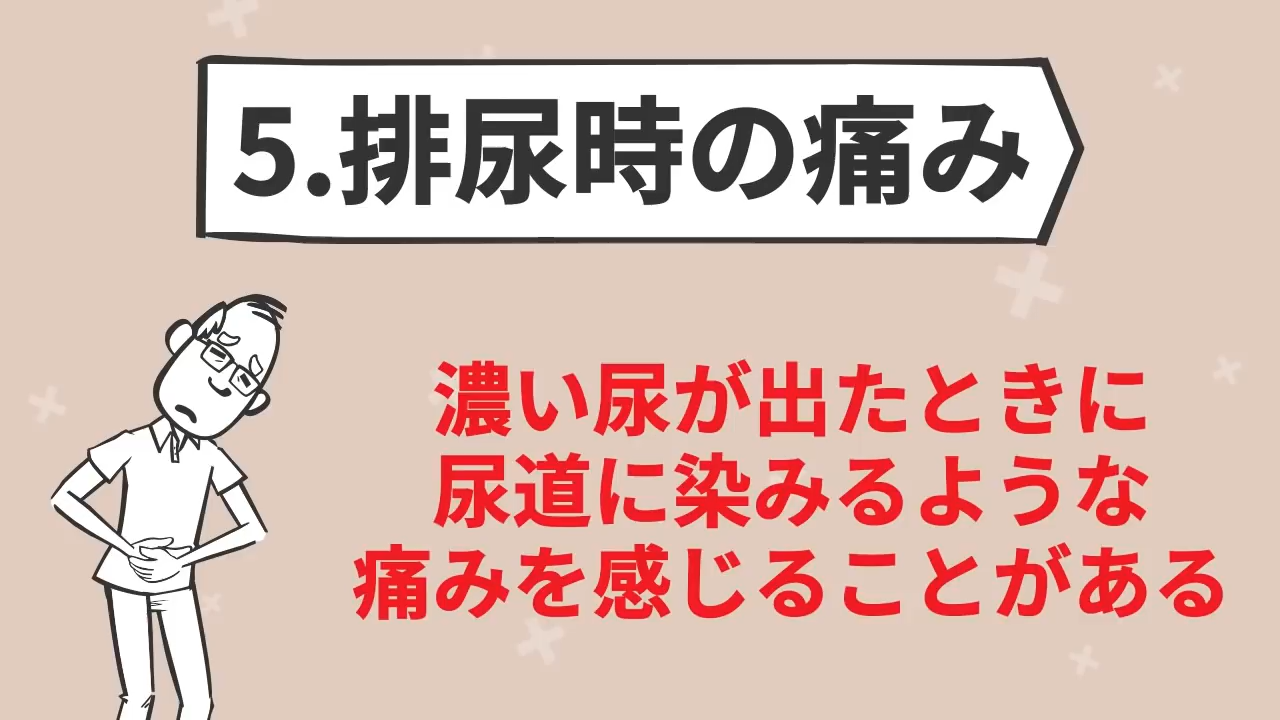 5.排尿時の痛み
濃い尿が出たときに
尿道に染みるような
痛みを感じることがある